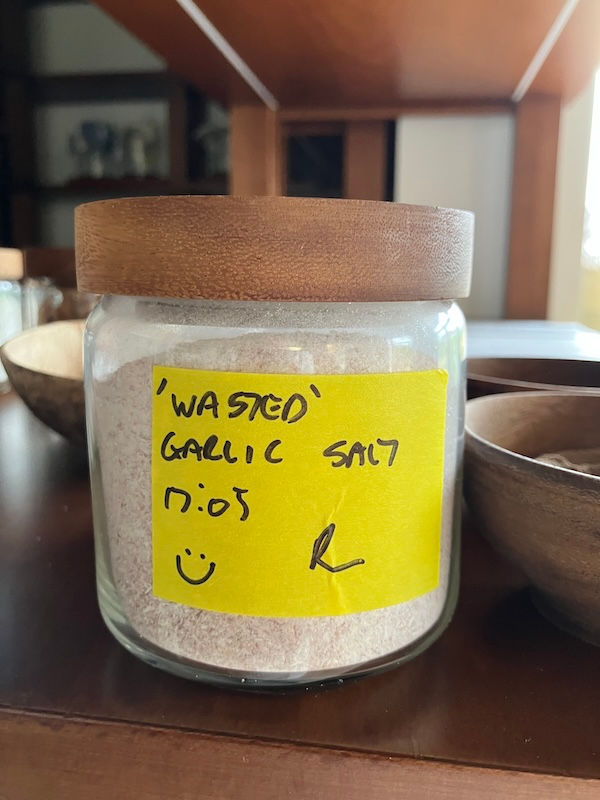 'WASTED'
GARLIC SALT
17:05
R